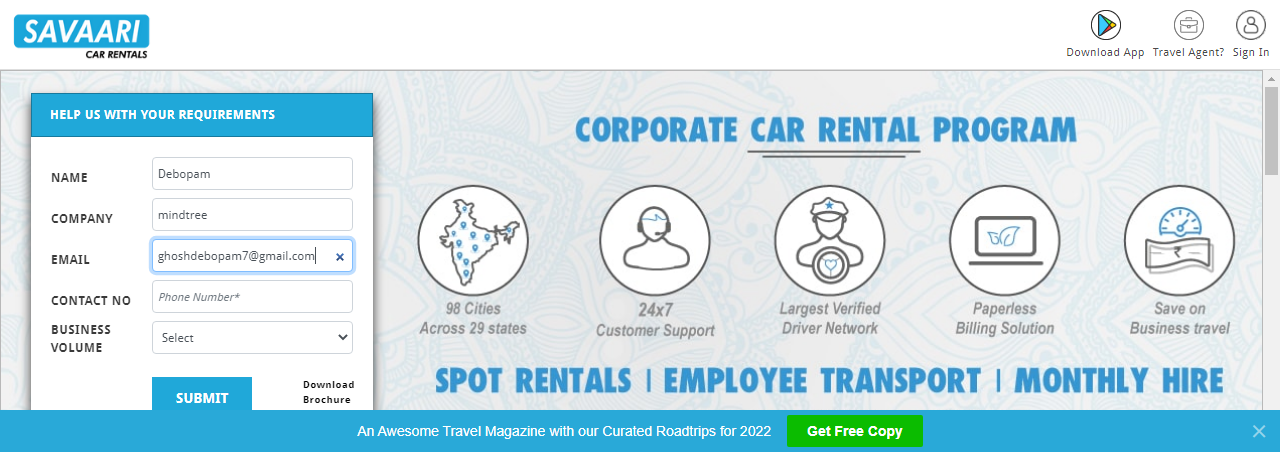 SAVAARI
CAR RENTALS
Download App
Travel Agent?
Sign In
HELP US WITH YOUR REQUIREMENTS
NAME
Debopam
COMPANY
mindtree
EMAIL
ghoshdebopam7@gmail.com
CONTACT NO
Phone Number*
BUSINESS
VOLUME
Select
SUBMIT
Download
Brochure
CORPORATE CAR RENTAL PROGRAM
98 Cities
Across 29 states
24x7
Customer Support
Largest Verified
Driver Network
Paperless
Billing Solution
₹
Save on
Business travel
SPOT RENTALS | EMPLOYEE TRANSPORT | MONTHLY HIRE
An Awesome Travel Magazine with our Curated Roadtrips for 2022
Get Free Copy